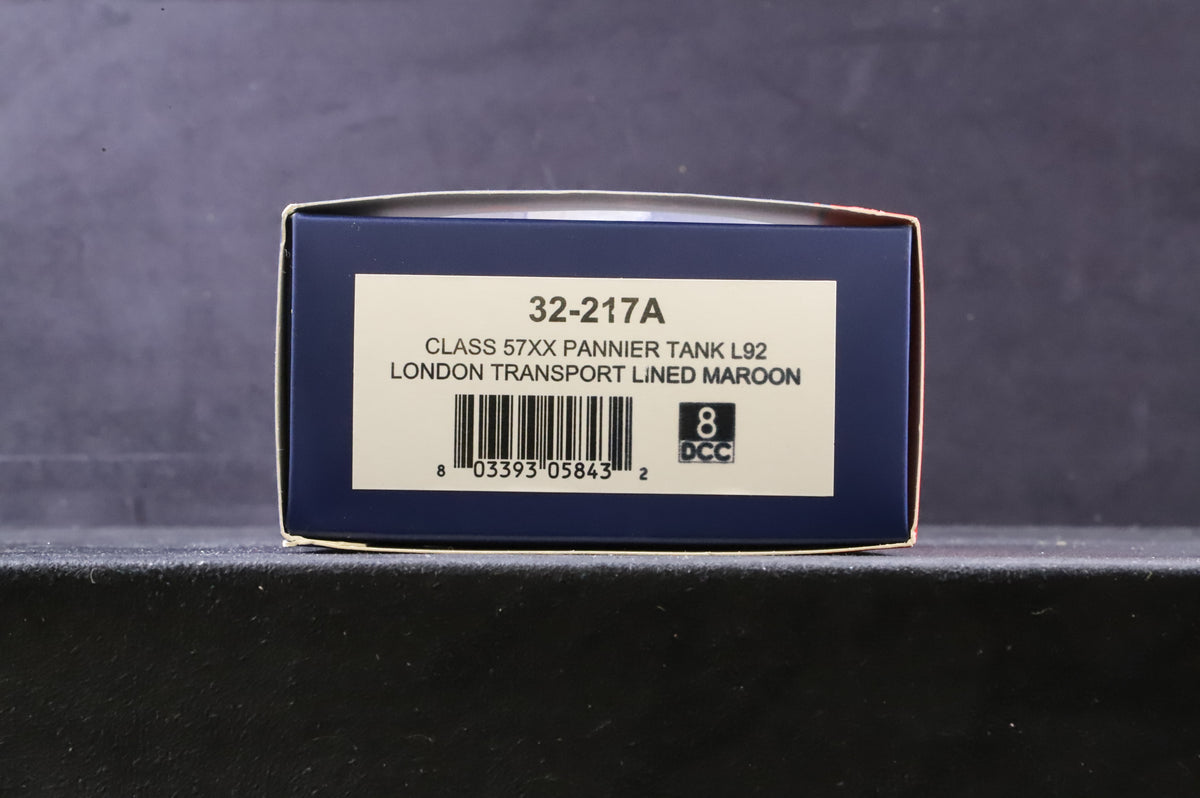 32-217A
CLASS 57XX PANNIER TANK L92
LONDON TRANSPORT LINED MAROON
8
DCC
8 03393 05843 2